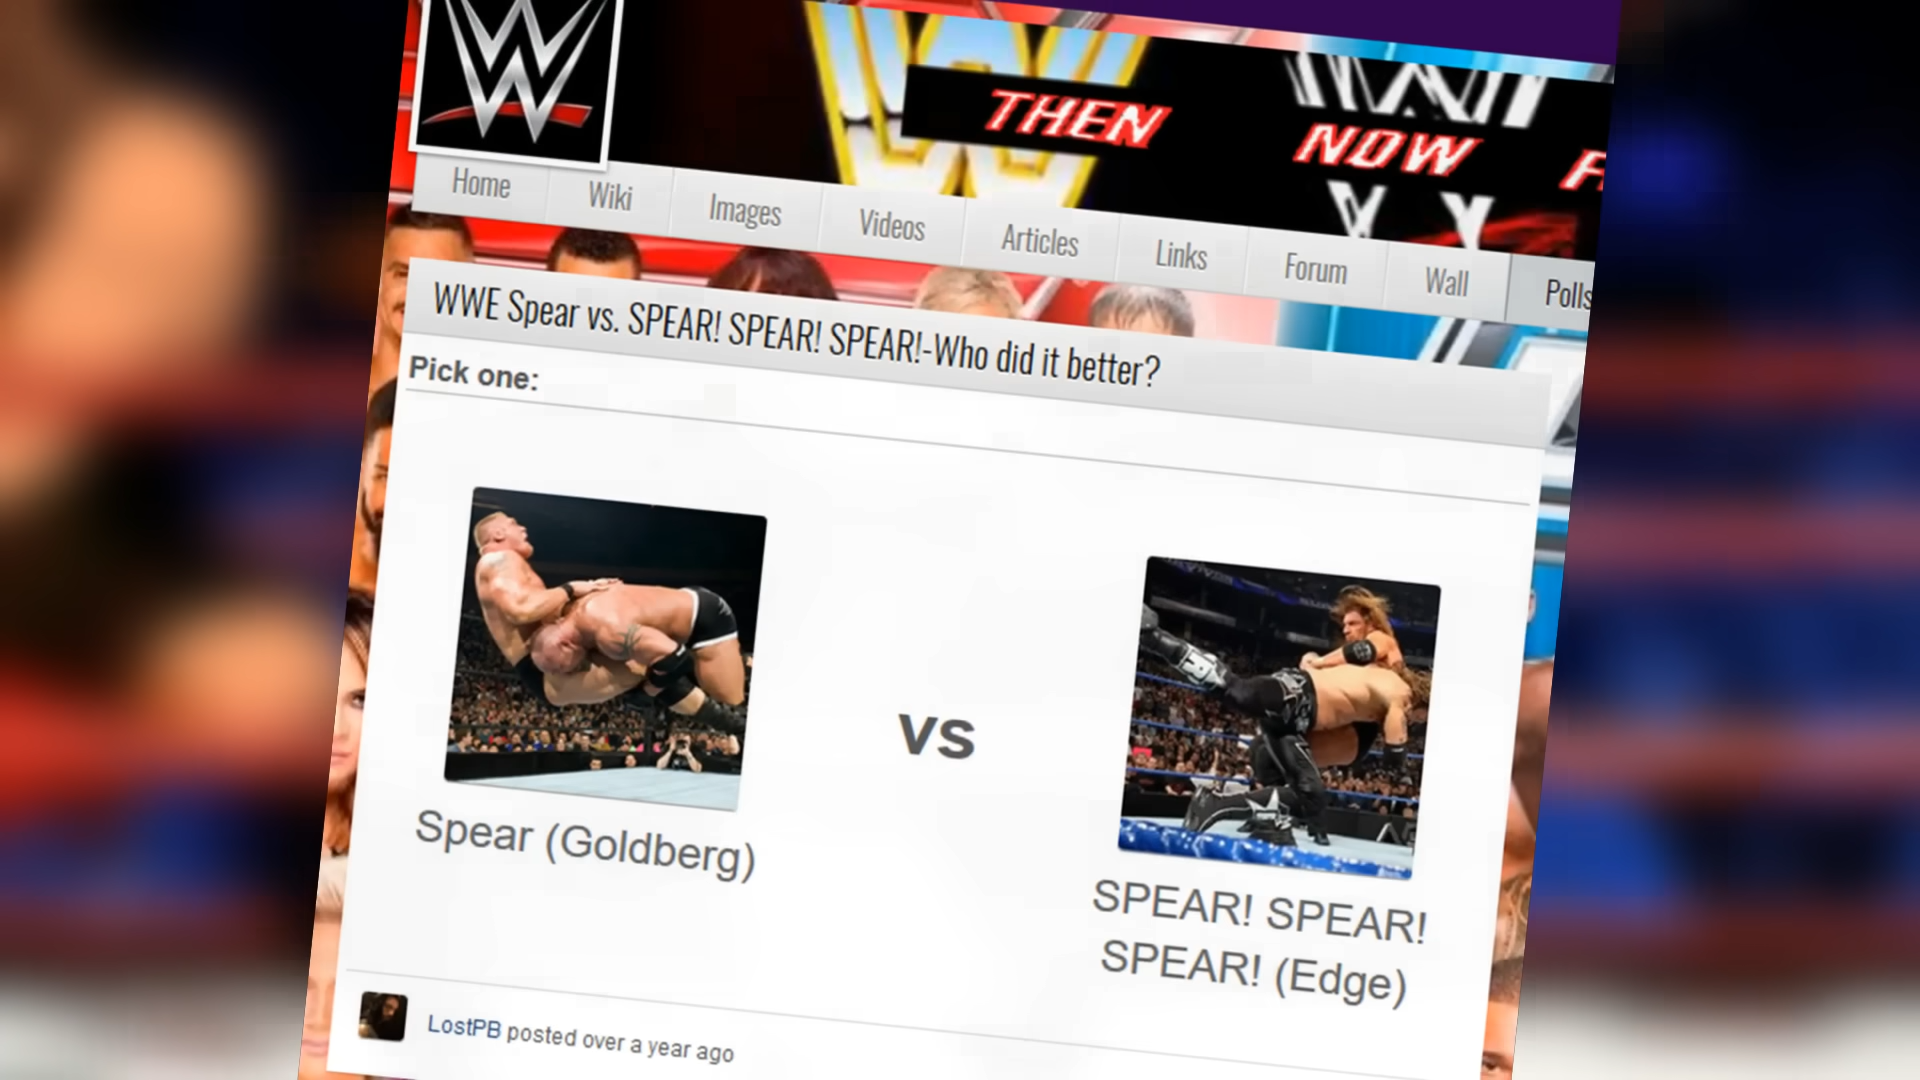 THEN
NOW
Home
Wiki
Images
Videos
Articles
Links
Forum
Wall
Polls
WWE Spear vs. SPEAR! SPEAR! SPEAR!-Who did it better?
Pick one:
vs
Spear (Goldberg)
SPEAR! SPEAR!
SPEAR! (Edge)
LostPB posted over a year ago